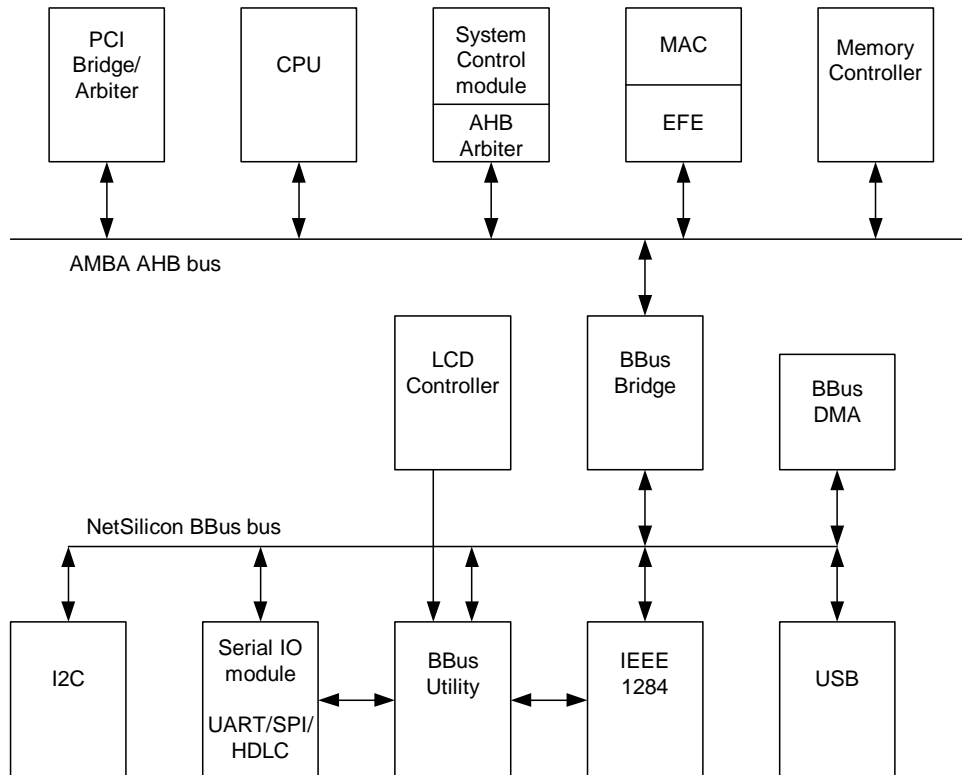 PCI
Bridge/
Arbiter
CPU
System
Control
module
AHB
Arbiter
MAC
EFE
Memory
Controller
AMBA AHB bus
LCD
Controller
BBus
Bridge
BBus
DMA
NetSilicon BBus bus
I2C
Serial IO
module
UART/SPI/
HDLC
BBus
Utility
IEEE
1284
USB